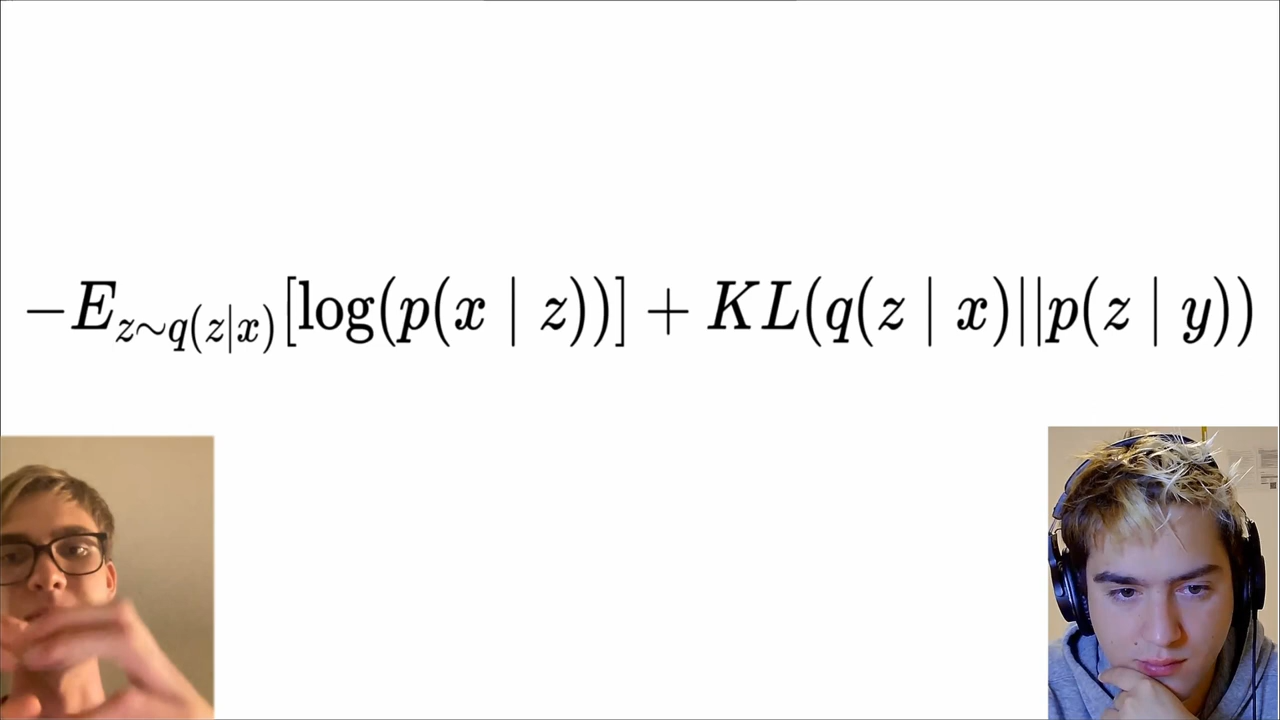 −E_{z∼q(z|x)}[log(p(x | z))] + KL(q(z | x)||p(z | y))